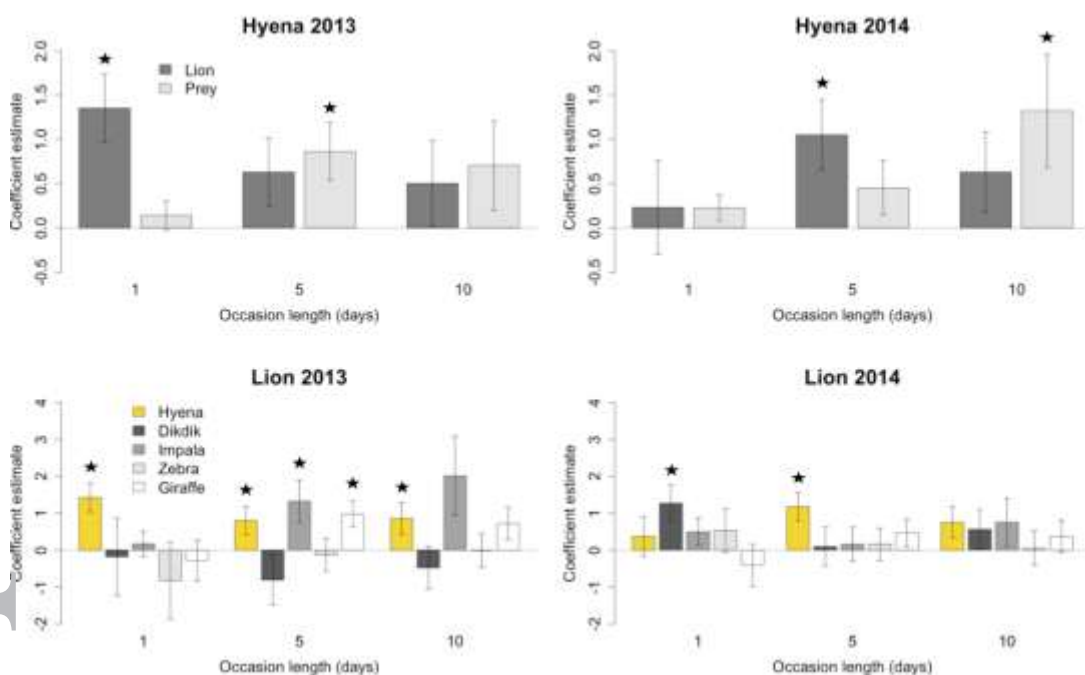 Hyena 2013
Coefficient estimate
2.0
1.5
1.0
0.5
0.0
-0.5
★
Lion
Prey
★
1
5
10
Occasion length (days)
Hyena 2014
Coefficient estimate
2.0
1.5
1.0
0.5
0.0
-0.5
★
★
1
5
10
Occasion length (days)
Lion 2013
Coefficient estimate
4
3
2
1
0
-1
-2
Hyena
Dikdik
Impala
Zebra
Giraffe
★
★
★
★
★
1
5
10
Occasion length (days)
Lion 2014
Coefficient estimate
4
3
2
1
0
-1
-2
★
★
1
5
10
Occasion length (days)